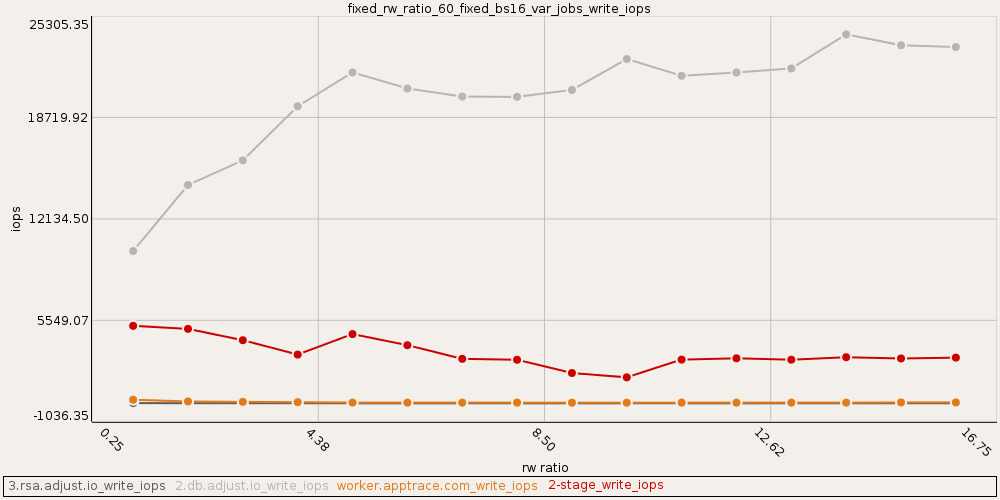 fixed_rw_ratio_60_fixed_bs16_var_jobs_write_iops
25305.35
18719.92
12134.50
5549.07
-1036.35
iops
0.25
4.38
8.50
12.62
16.75
rw ratio
3.rsa.adjust.io_write_iops 2.db.adjust.io_write_iops worker.apptrace.com_write_iops 2-stage_write_iops